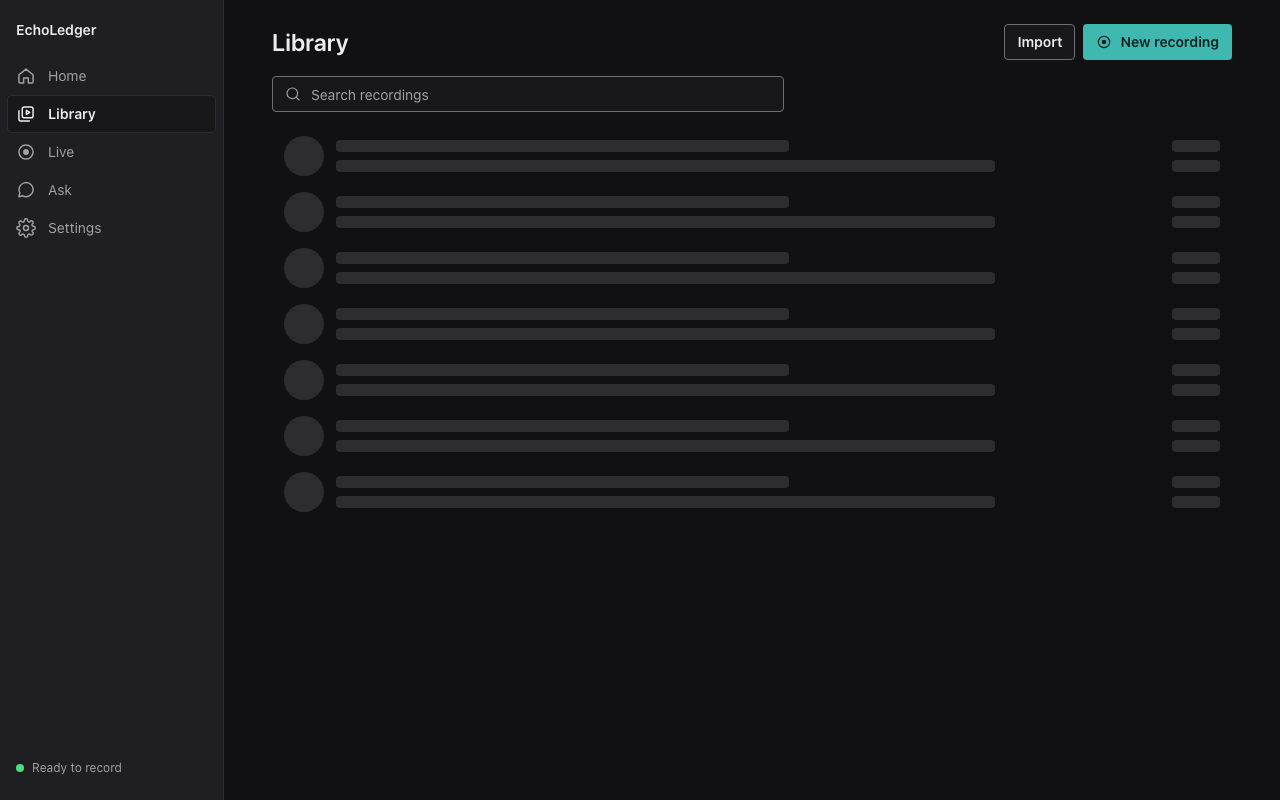 EchoLedger
Home
Library
Live
Ask
Settings
Ready to record
Library
Import
New recording
Search recordings